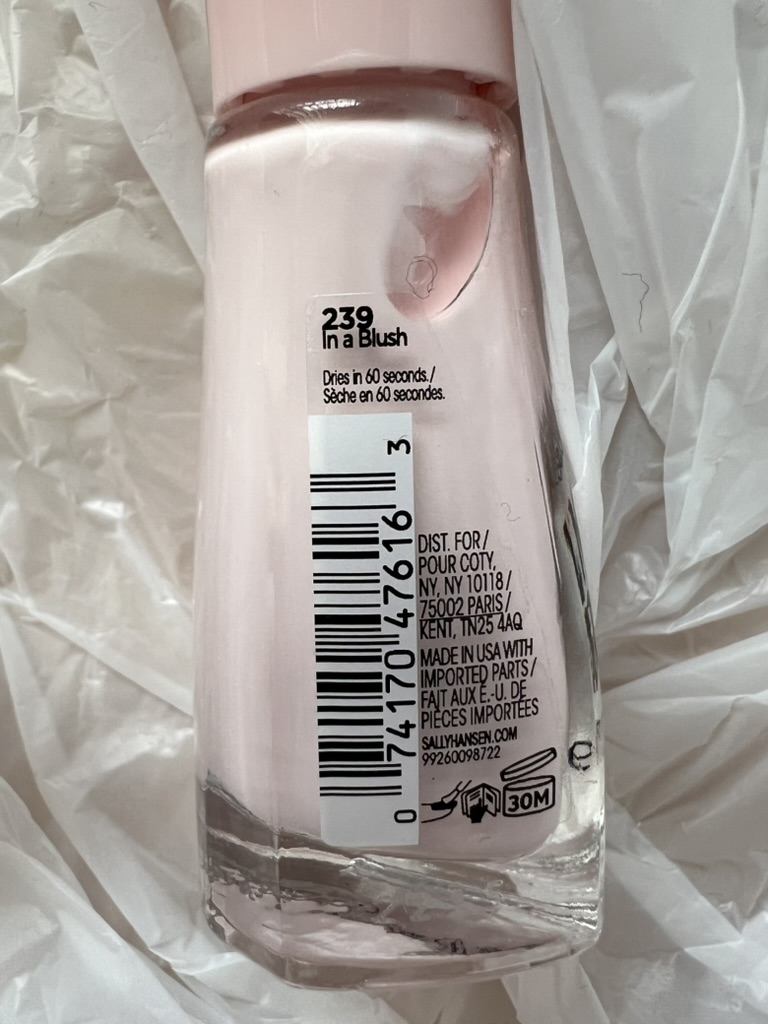 239
In a Blush
Dries in 60 seconds./
Sèche en 60 secondes.
0 74170 47616 3
DIST. FOR/
POUR COTY,
NY, NY 10118/
75002 PARIS/
KENT, TN25 4AQ
MADE IN USA WITH
IMPORTED PARTS/
FAIT AUX É.-U. DE
PIÈCES IMPORTÉES
SALLYHANSEN.COM
99260098722
30M
e